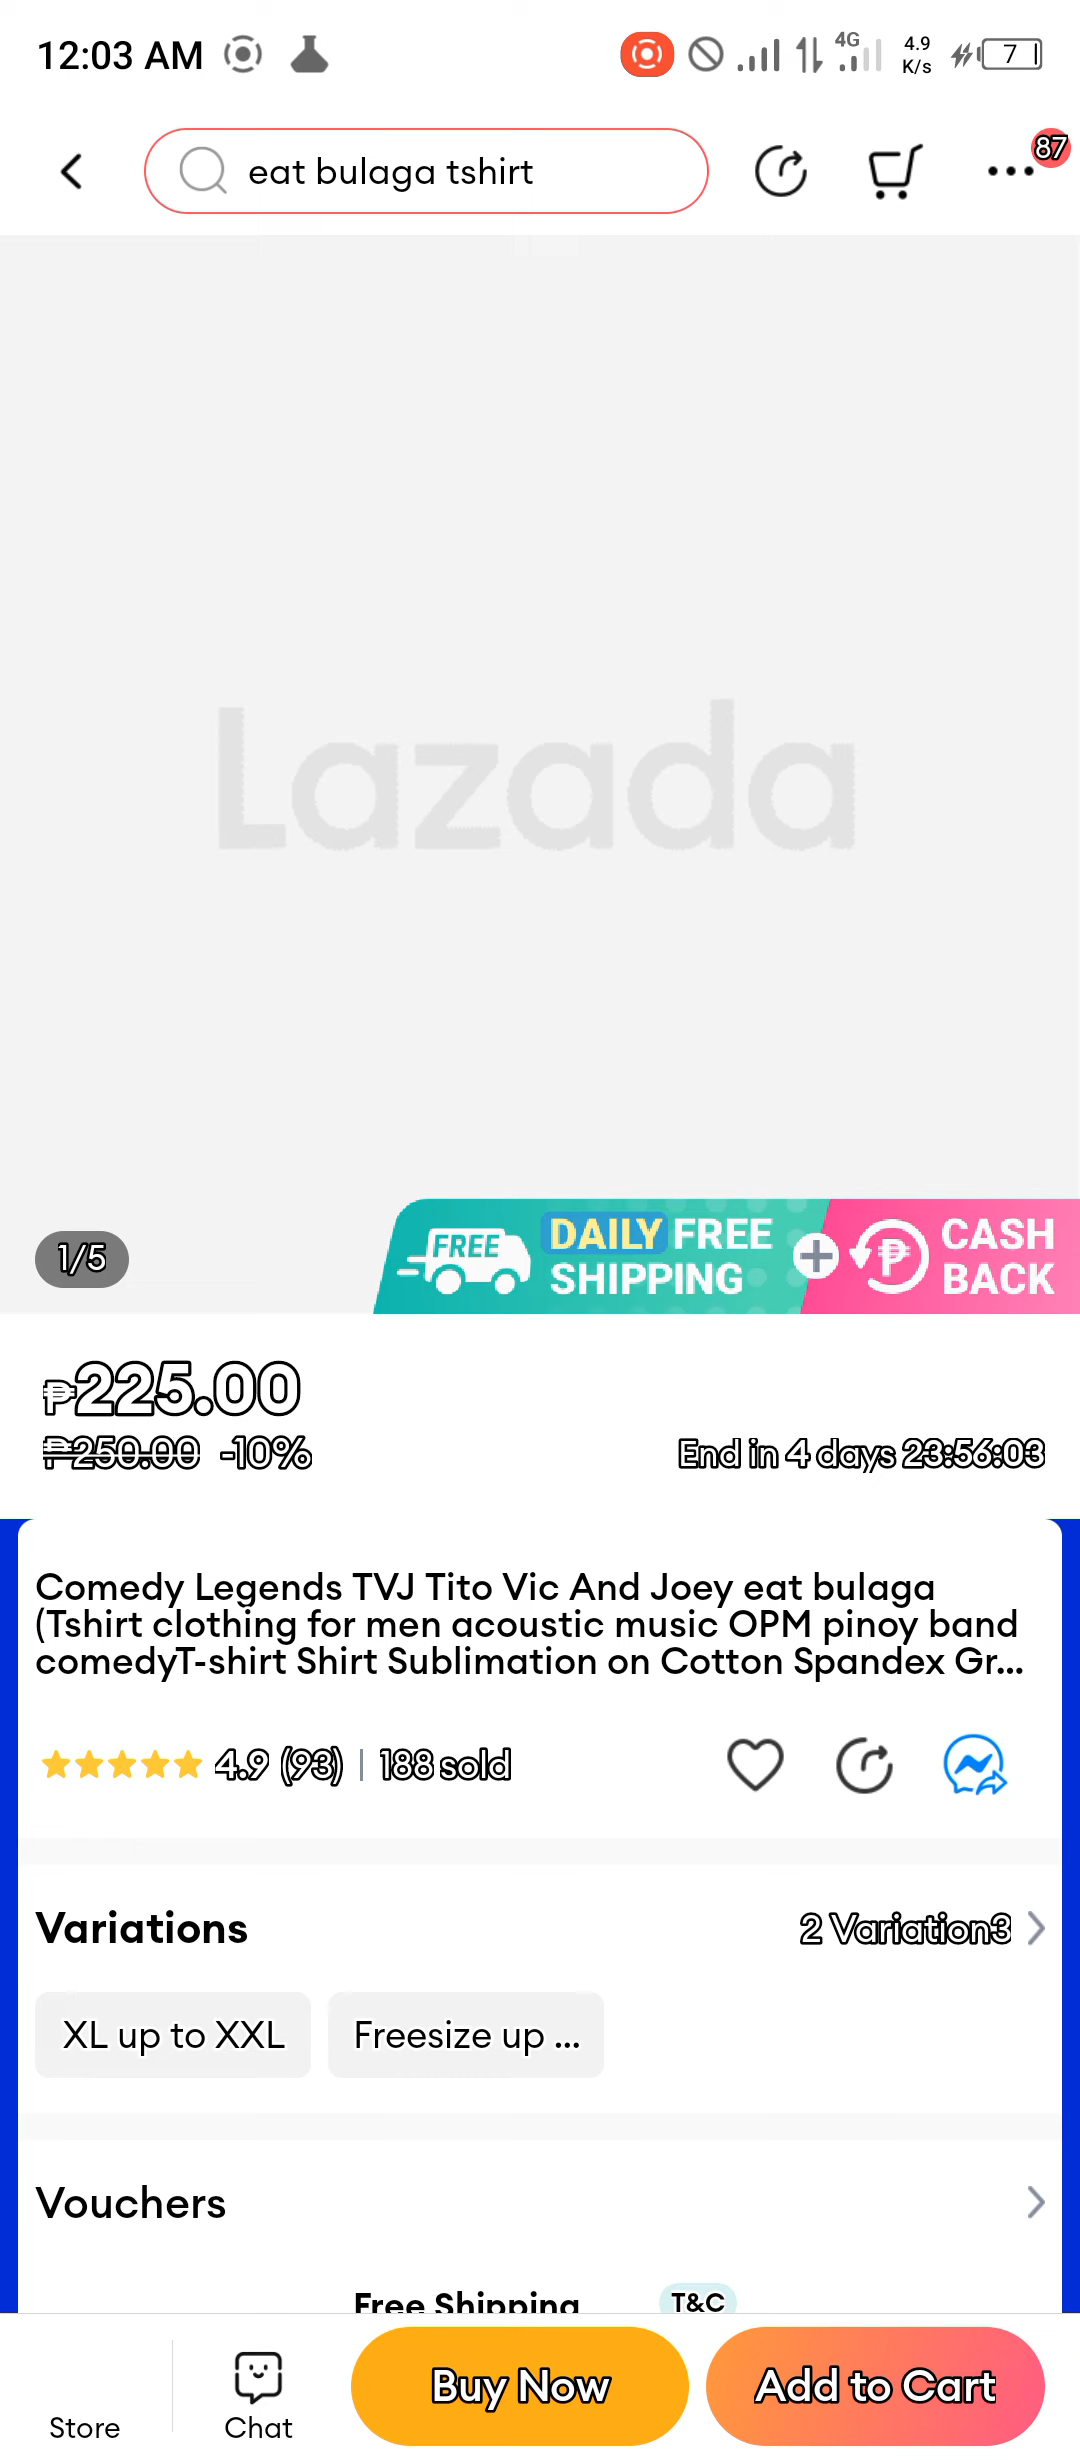 12:03 AM
4G
4.9
K/s
7
eat bulaga tshirt
87
Lazada
1/5
FREE
DAILY FREE
SHIPPING
CASH
BACK
₱225.00
₱250.00 -10%
End in 4 days 23:56:03
Comedy Legends TVJ Tito Vic And Joey eat bulaga
(Tshirt clothing for men acoustic music OPM pinoy band
comedyT-shirt Shirt Sublimation on Cotton Spandex Gr...
4.9 (93) | 188 sold
Variations
2 Variation3
XL up to XXL
Freesize up ...
Vouchers
Free Shipping
T&C
Store
Chat
Buy Now
Add to Cart